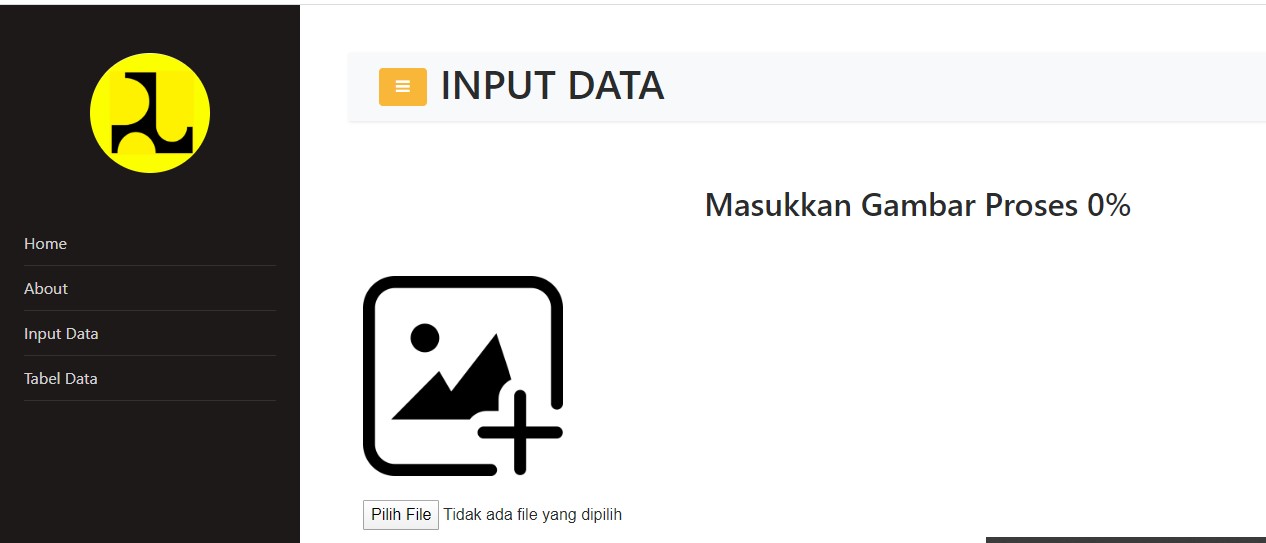 INPUT DATA
Masukkan Gambar Proses 0%
Home
About
Input Data
Tabel Data
Pilih File Tidak ada file yang dipilih